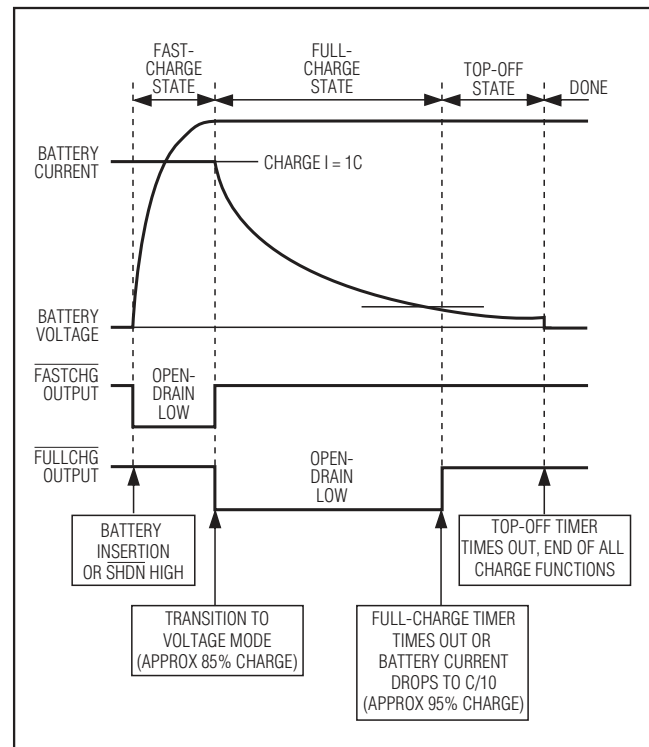 FAST-
CHARGE
STATE
FULL-
CHARGE
STATE
TOP-OFF
STATE
DONE
BATTERY
CURRENT
CHARGE I = 1C
BATTERY
VOLTAGE
FASTCHG
OUTPUT
OPEN-
DRAIN
LOW
FULLCHG
OUTPUT
OPEN-
DRAIN
LOW
BATTERY
INSERTION
OR SHDN HIGH
TOP-OFF TIMER
TIMES OUT, END OF ALL
CHARGE FUNCTIONS
TRANSITION TO
VOLTAGE MODE
(APPROX 85% CHARGE)
FULL-CHARGE TIMER
TIMES OUT OR
BATTERY CURRENT
DROPS TO C/10
(APPROX 95% CHARGE)